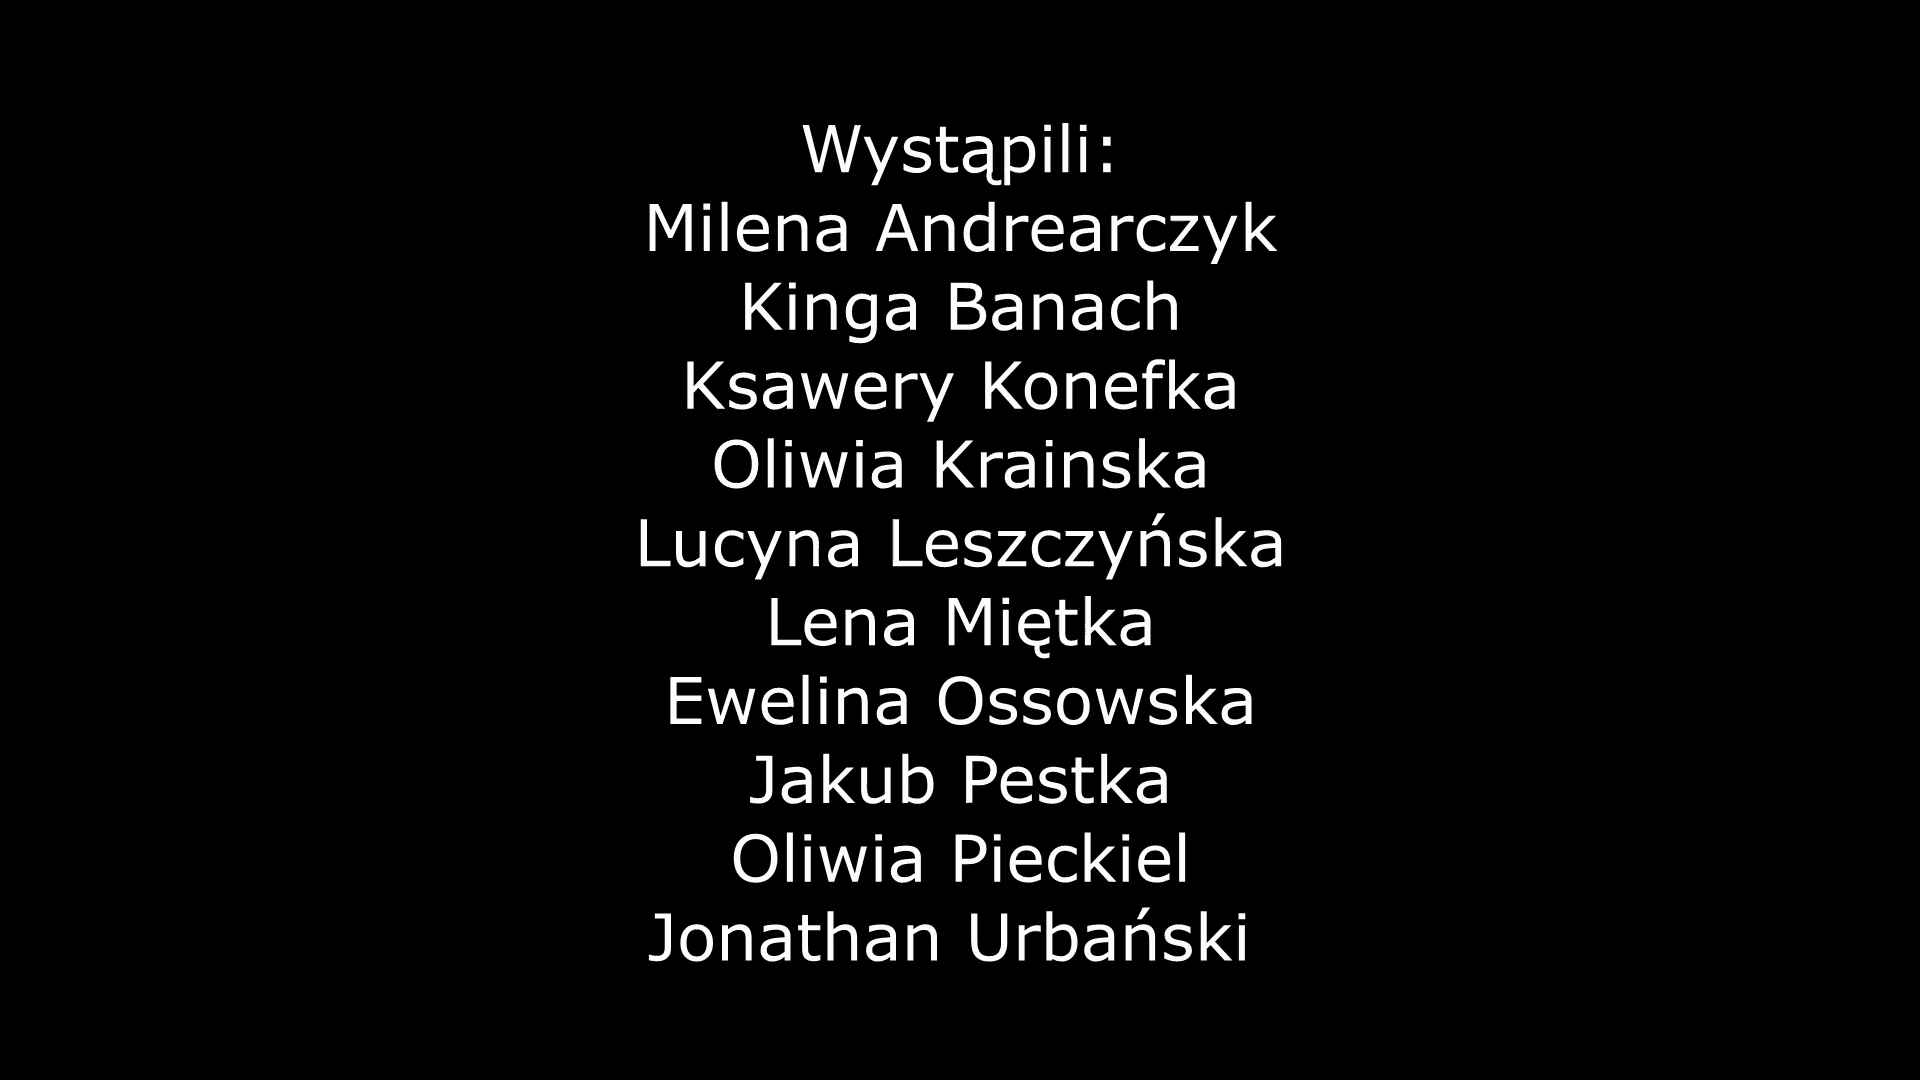 Wystąpili:
Milena Andrearczyk
Kinga Banach
Ksawery Konefka
Oliwia Krainska
Lucyna Leszczyńska
Lena Miętka
Ewelina Ossowska
Jakub Pestka
Oliwia Pieckiel
Jonathan Urbański